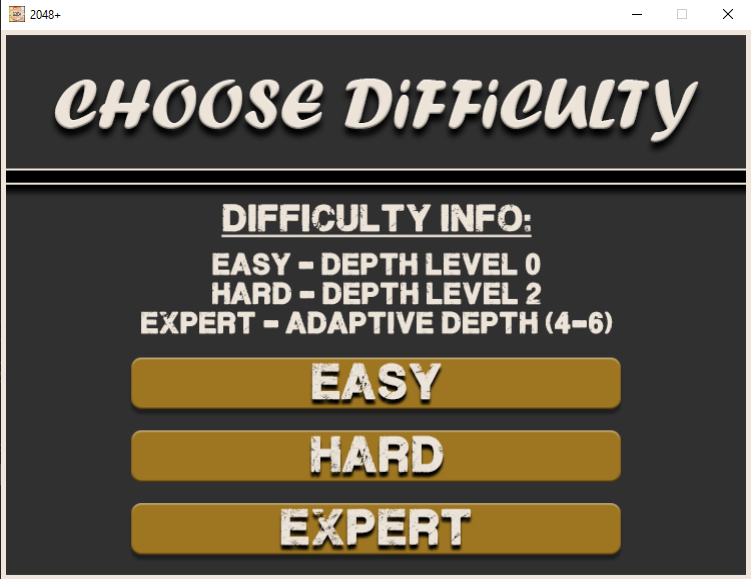 2048+
CHOOSE DiFFiCULTY
DIFFICULTY INFO:
EASY - DEPTH LEVEL 0
HARD - DEPTH LEVEL 2
EXPERT - ADAPTIVE DEPTH (4-6)
EASY
HARD
EXPERT